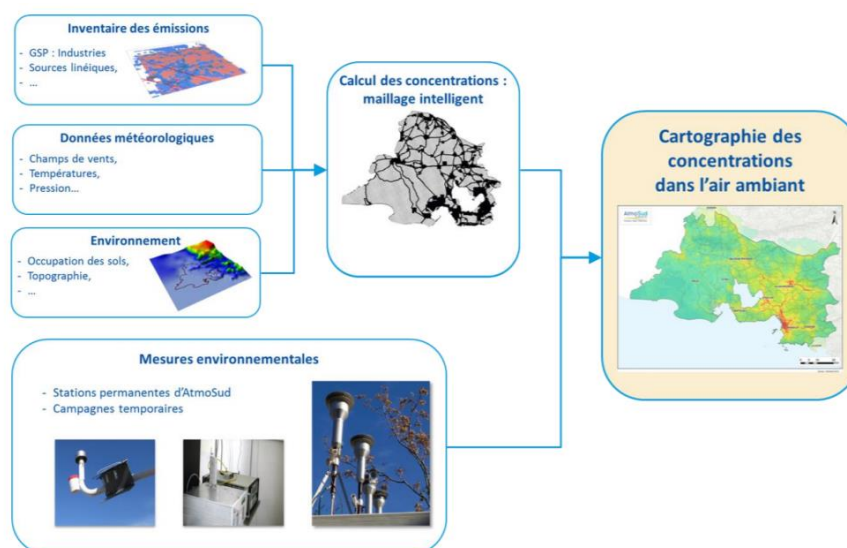 Inventaire des émissions
- GSP : Industries
- Sources linéiques,
- ...
Données météorologiques
- Champs de vents,
- Températures,
- Pression...
Environnement
- Occupation des sols,
- Topographie,
- ...
Calcul des concentrations :
maillage intelligent
Mesures environnementales
- Stations permanentes d'AtmoSud
- Campagnes temporaires
Cartographie des
concentrations
dans l'air ambiant
AtmoSud